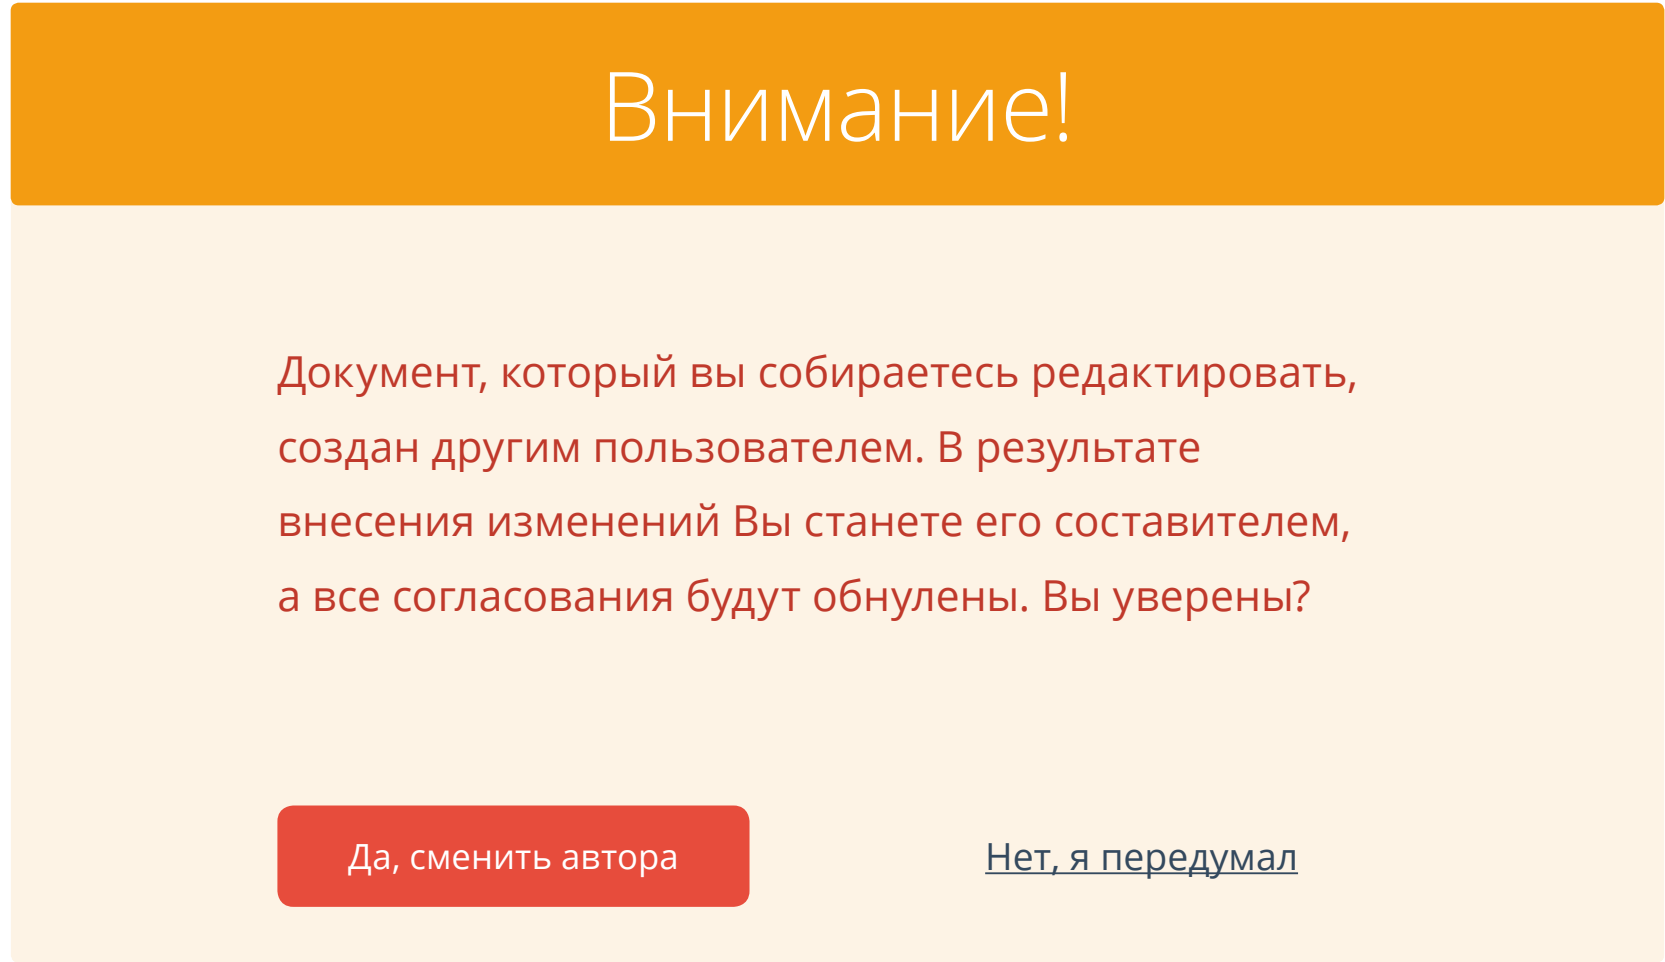 Внимание!
Документ, который вы собираетесь редактировать,
создан другим пользователем. В результате
внесения изменений Вы станете его составителем,
а все согласования будут обнулены. Вы уверены?
Да, сменить автора
Нет, я передумал